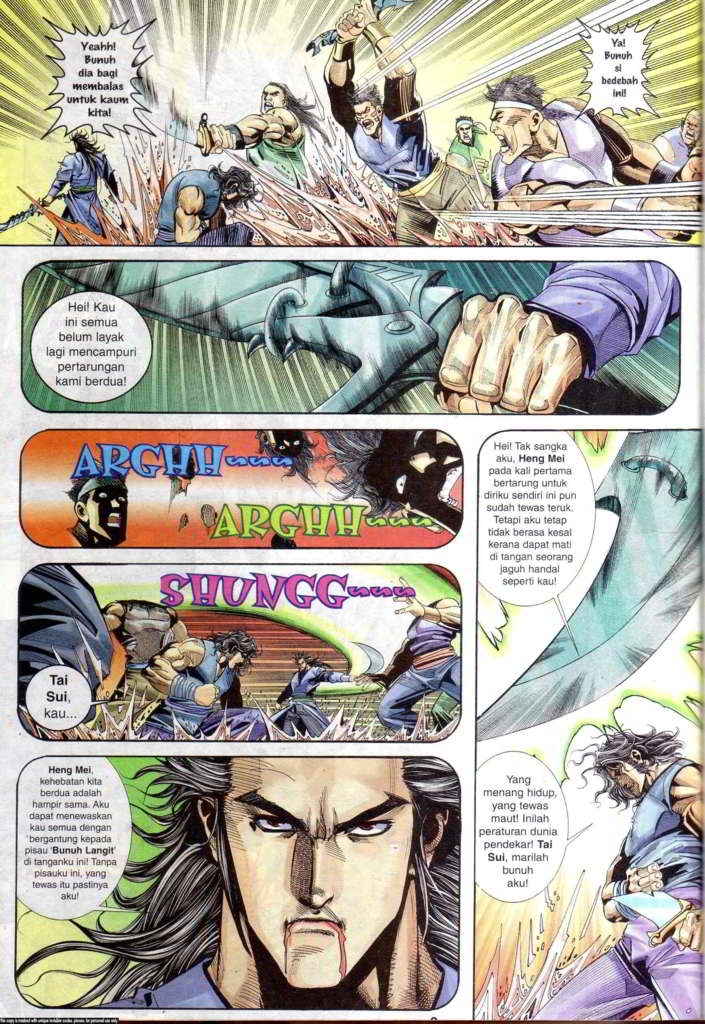 Yeahh!
Bunuh
dia bagi
membalas
untuk kaum
kita!
Ya!
Bunuh
si
bedebah
ini!
Hei! Kau
ini semua
belum layak
lagi mencampuri
pertarungan
kami berdua!
ARGHH~~~
ARGHH~~~
SHUNGG~~~
Tai
Sui,
kau...
Heng Mei,
kehebatan kita
berdua adalah
hampir sama. Aku
dapat menewaskan
kau semua dengan
bergantung kepada
pisau 'Bunuh Langit'
di tanganku ini! Tanpa
pisauku ini, yang
tewas itu pastinya
aku!
Hei! Tak sangka
aku, Heng Mei
pada kali pertama
bertarung untuk
diriku sendiri ini pun
sudah tewas teruk.
Tetapi aku tetap
tidak berasa kesal
kerana dapat mati
di tangan seorang
jaguh handal
seperti kau!
Yang
menang hidup,
yang tewas
maut! Inilah
peraturan dunia
pendekar! Tai
Sui, marilah
bunuh
aku!